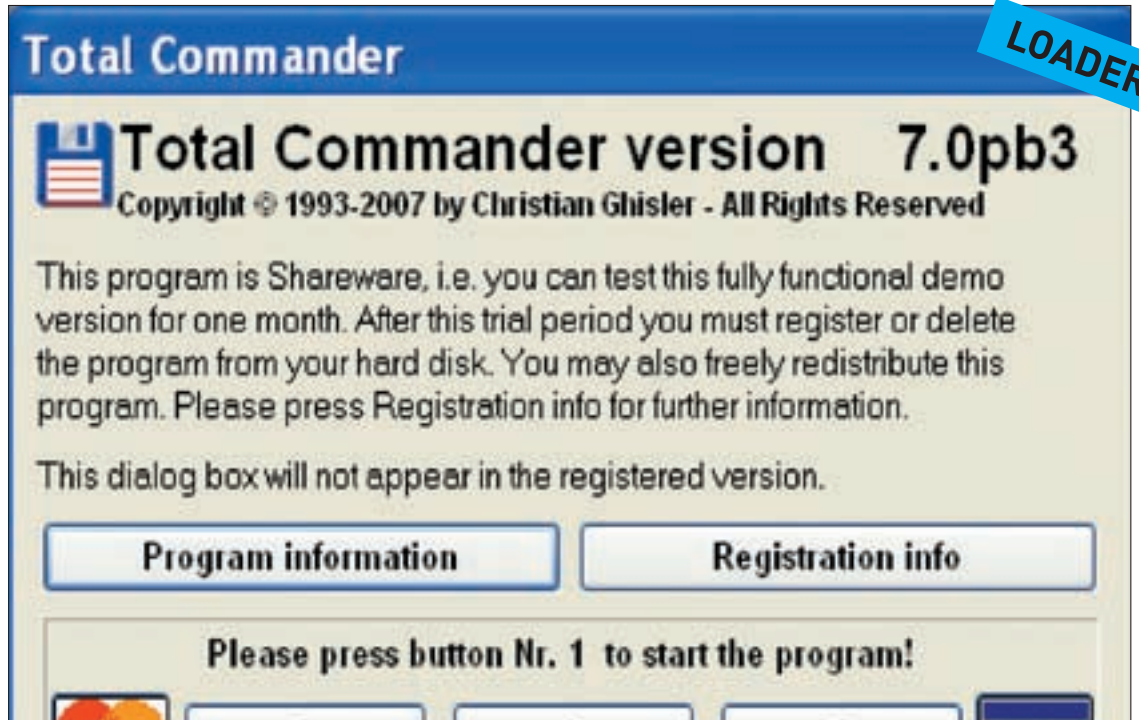 Total Commander
LOADER
Total Commander version 7.0pb3
Copyright © 1993-2007 by Christian Ghisler - All Rights Reserved
This program is Shareware, i.e. you can test this fully functional demo
version for one month. After this trial period you must register or delete
the program from your hard disk. You may also freely redistribute this
program. Please press Registration info for further information.
This dialog box will not appear in the registered version.
Program information
Registration info
Please press button Nr. 1 to start the program!